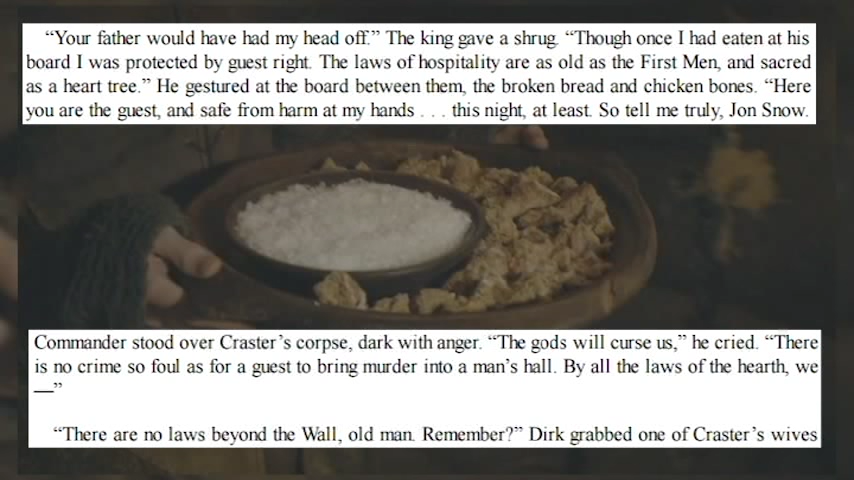 “Your father would have had my head off.” The king gave a shrug. “Though once I had eaten at his
board I was protected by guest right. The laws of hospitality are as old as the First Men, and sacred
as a heart tree.” He gestured at the board between them, the broken bread and chicken bones. “Here
you are the guest, and safe from harm at my hands . . . this night, at least. So tell me truly, Jon Snow.
Commander stood over Craster’s corpse, dark with anger. “The gods will curse us,” he cried. “There
is no crime so foul as for a guest to bring murder into a man’s hall. By all the laws of the hearth, we
—”
“There are no laws beyond the Wall, old man. Remember?” Dirk grabbed one of Craster’s wives